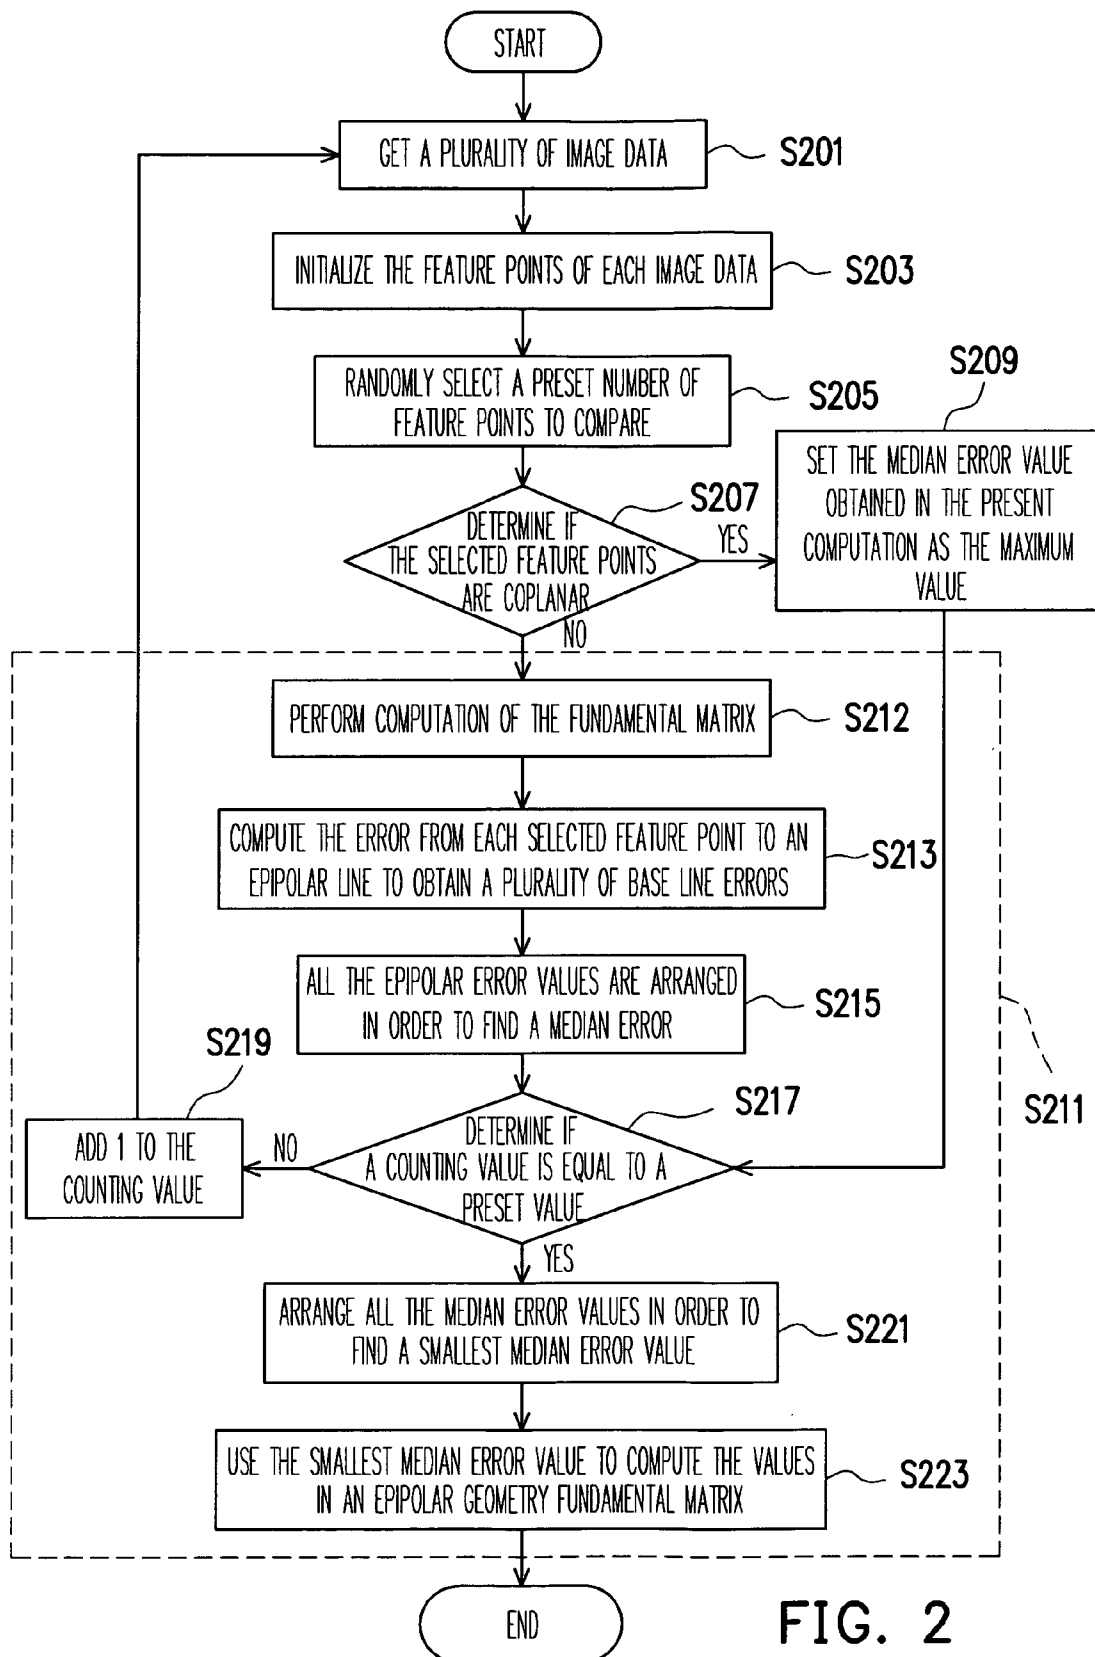 START
GET A PLURALITY OF IMAGE DATA
S201
INITIALIZE THE FEATURE POINTS OF EACH IMAGE DATA
S203
RANDOMLY SELECT A PRESET NUMBER OF
FEATURE POINTS TO COMPARE
S205
S209
SET THE MEDIAN ERROR VALUE
OBTAINED IN THE PRESENT
COMPUTATION AS THE MAXIMUM
VALUE
S207
DETERMINE IF
THE SELECTED FEATURE POINTS
ARE COPLANAR
YES
NO
PERFORM COMPUTATION OF THE FUNDAMENTAL MATRIX
S212
COMPUTE THE ERROR FROM EACH SELECTED FEATURE POINT TO AN
EPIPOLAR LINE TO OBTAIN A PLURALITY OF BASE LINE ERRORS
S213
ALL THE EPIPOLAR ERROR VALUES ARE ARRANGED
IN ORDER TO FIND A MEDIAN ERROR
S215
S211
S219
ADD 1 TO THE
COUNTING VALUE
NO
S217
DETERMINE IF
A COUNTING VALUE IS EQUAL TO A
PRESET VALUE
YES
ARRANGE ALL THE MEDIAN ERROR VALUES IN ORDER TO
FIND A SMALLEST MEDIAN ERROR VALUE
S221
USE THE SMALLEST MEDIAN ERROR VALUE TO COMPUTE THE VALUES
IN AN EPIPOLAR GEOMETRY FUNDAMENTAL MATRIX
S223
END
FIG. 2